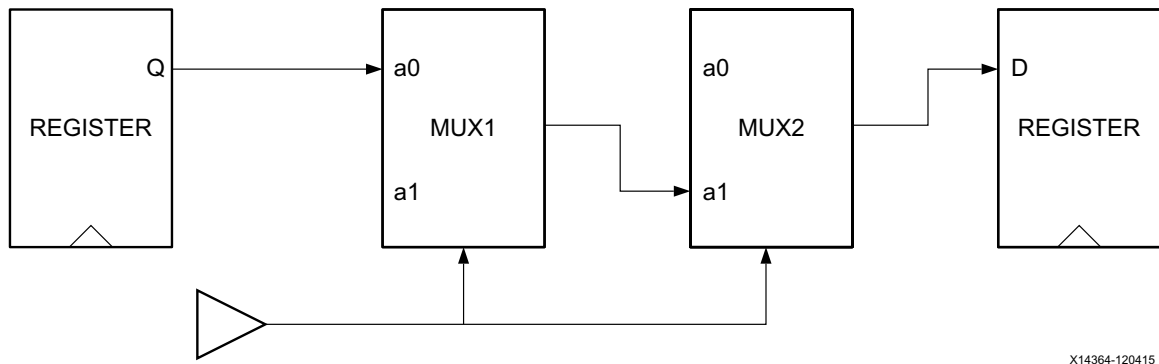 Q
REGISTER
a0
MUX1
a1
a0
MUX2
a1
D
REGISTER
X14364-120415